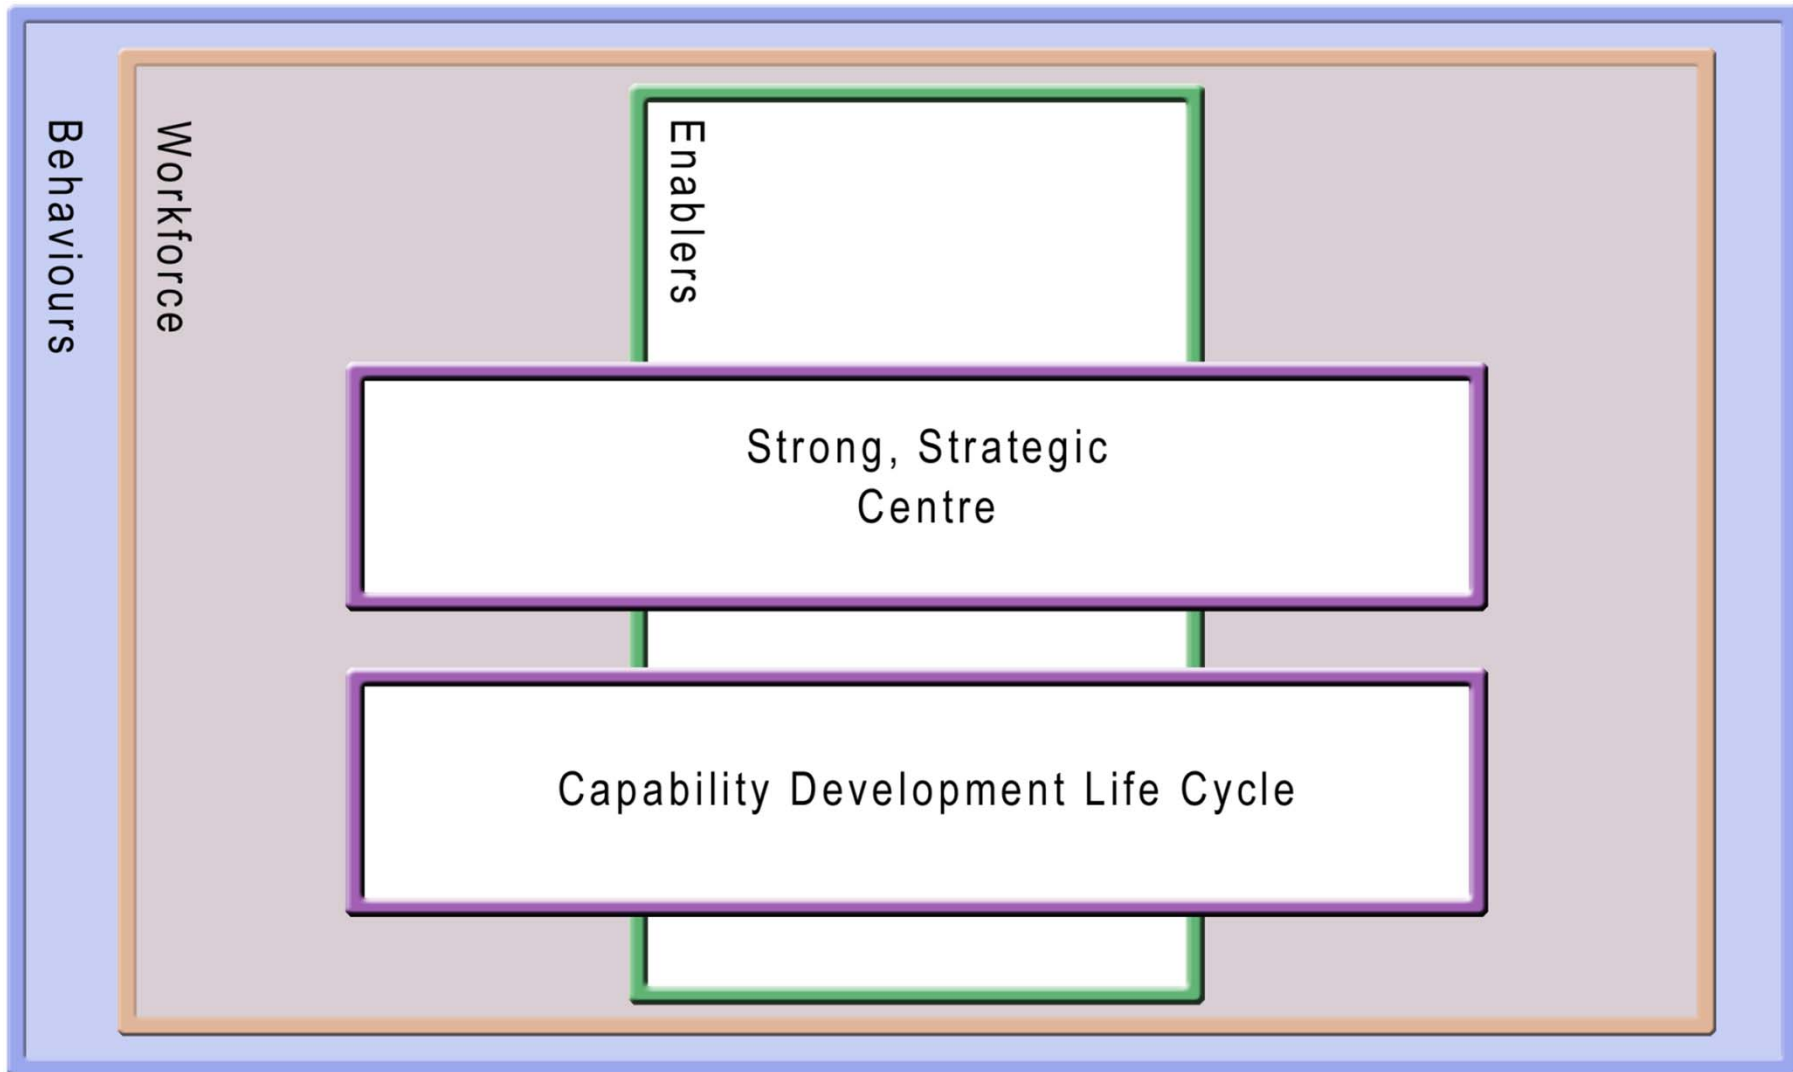 Behaviours
Workforce
Enablers
Strong, Strategic
Centre
Capability Development Life Cycle